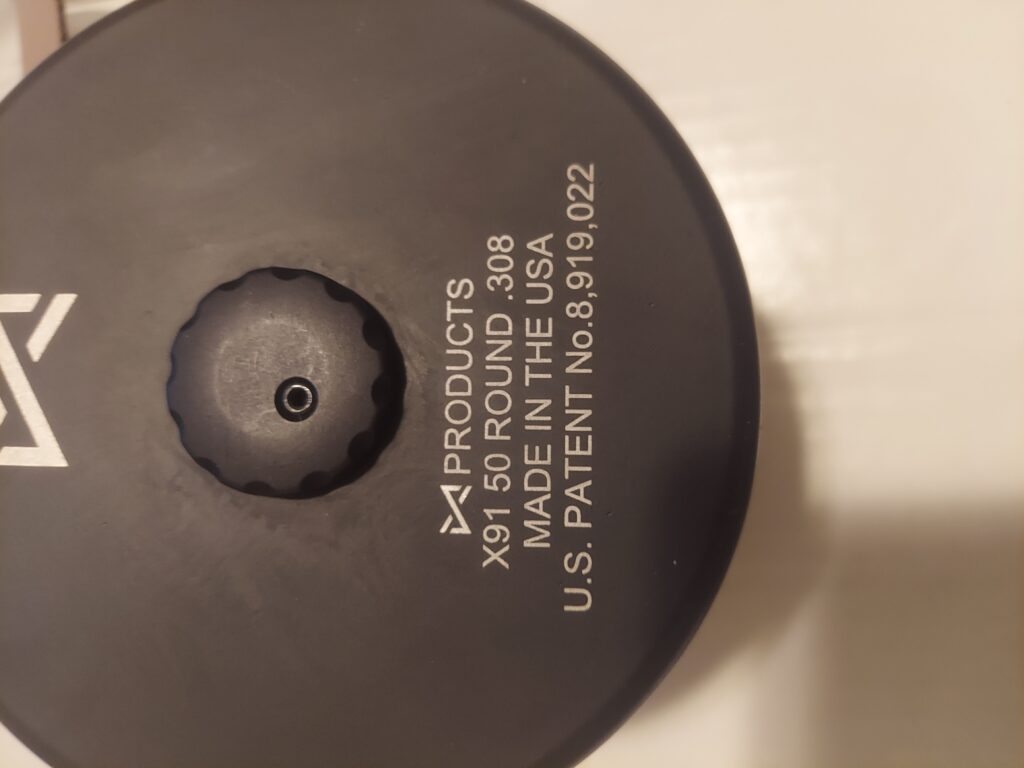 PRODUCTS
X91 50 ROUND .308
MADE IN THE USA
U.S. PATENT No.8,919,022